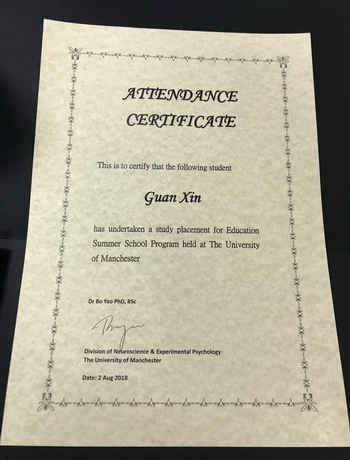 ATTENDANCE
CERTIFICATE
This is to certify that the following student
Guan Xin
has undertaken a study placement for Education
Summer School Program held at The University
of Manchester
Dr Bo Yao PhD, BSc
Division of Neuroscience & Experimental Psychology
The University of Manchester
Date: 2 Aug 2018